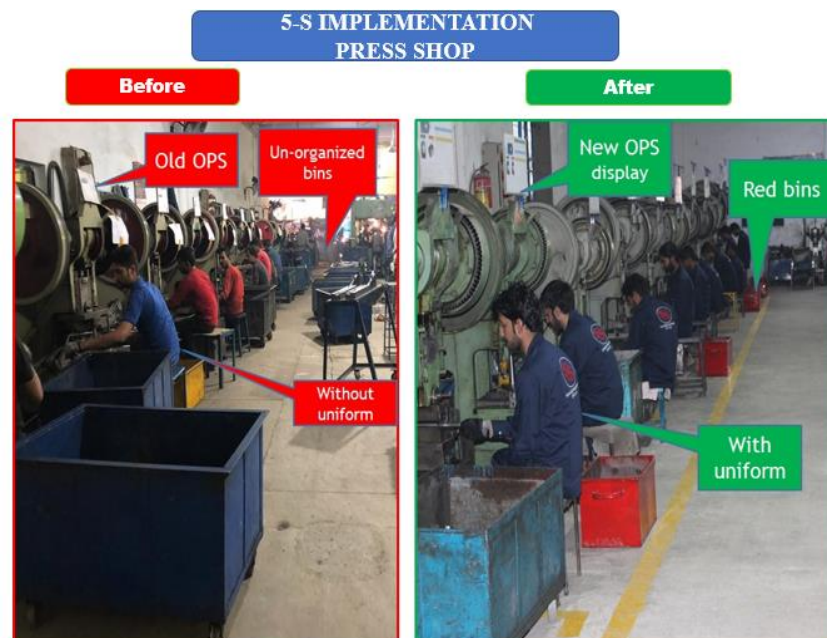 5-S IMPLEMENTATION
PRESS SHOP
Before
After
Old OPS
Un-organized
bins
Without
uniform
New OPS
display
Red bins
With
uniform